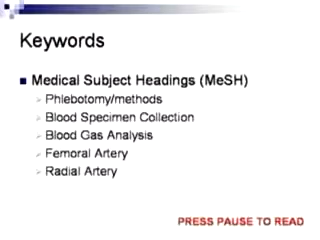 Keywords
Medical Subject Headings (MeSH)
Phlebotomy/methods
Blood Specimen Collection
Blood Gas Analysis
Femoral Artery
Radial Artery
PRESS PAUSE TO READ